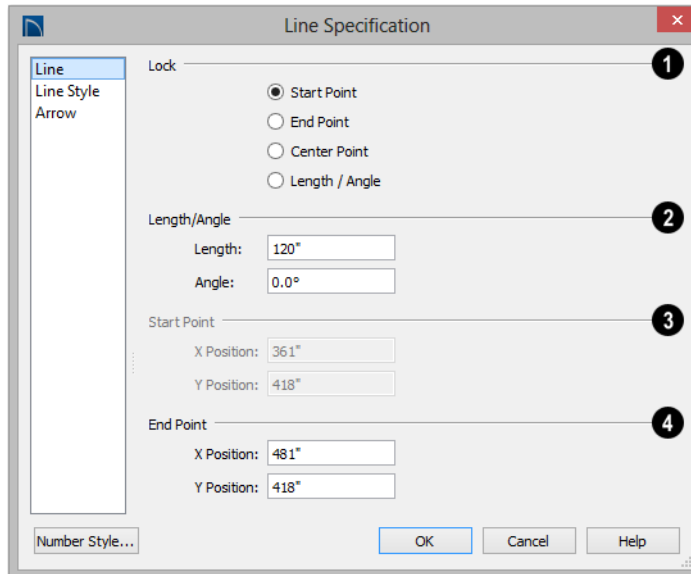 Line Specification
Line
Line Style
Arrow
Lock
1
Start Point
End Point
Center Point
Length / Angle
Length/Angle
2
Length: 120"
Angle: 0.0°
Start Point
3
X Position: 361"
Y Position: 418"
End Point
4
X Position: 481"
Y Position: 418"
Number Style...
OK
Cancel
Help